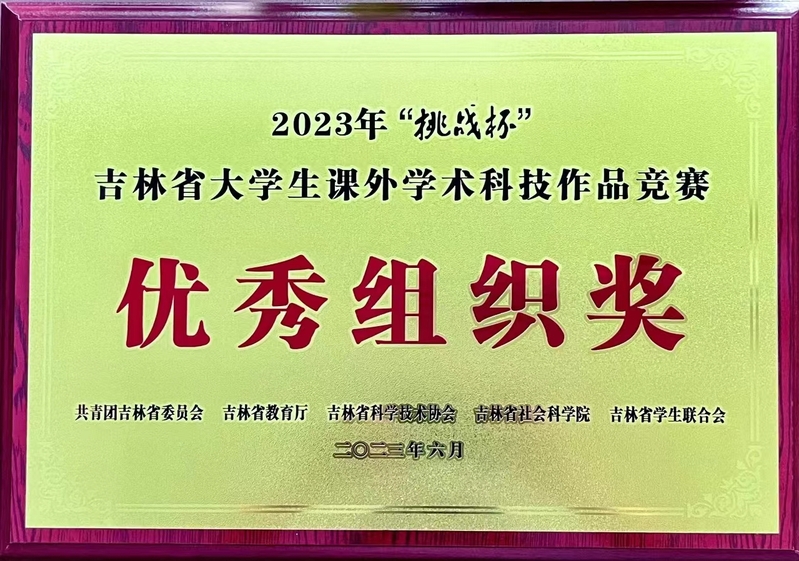 2023年“挑战杯”
吉林省大学生课外学术科技作品竞赛
优秀组织奖
共青团吉林省委员会 吉林省教育厅 吉林省科学技术协会 吉林省社会科学院 吉林省学生联合会
二〇二三年六月